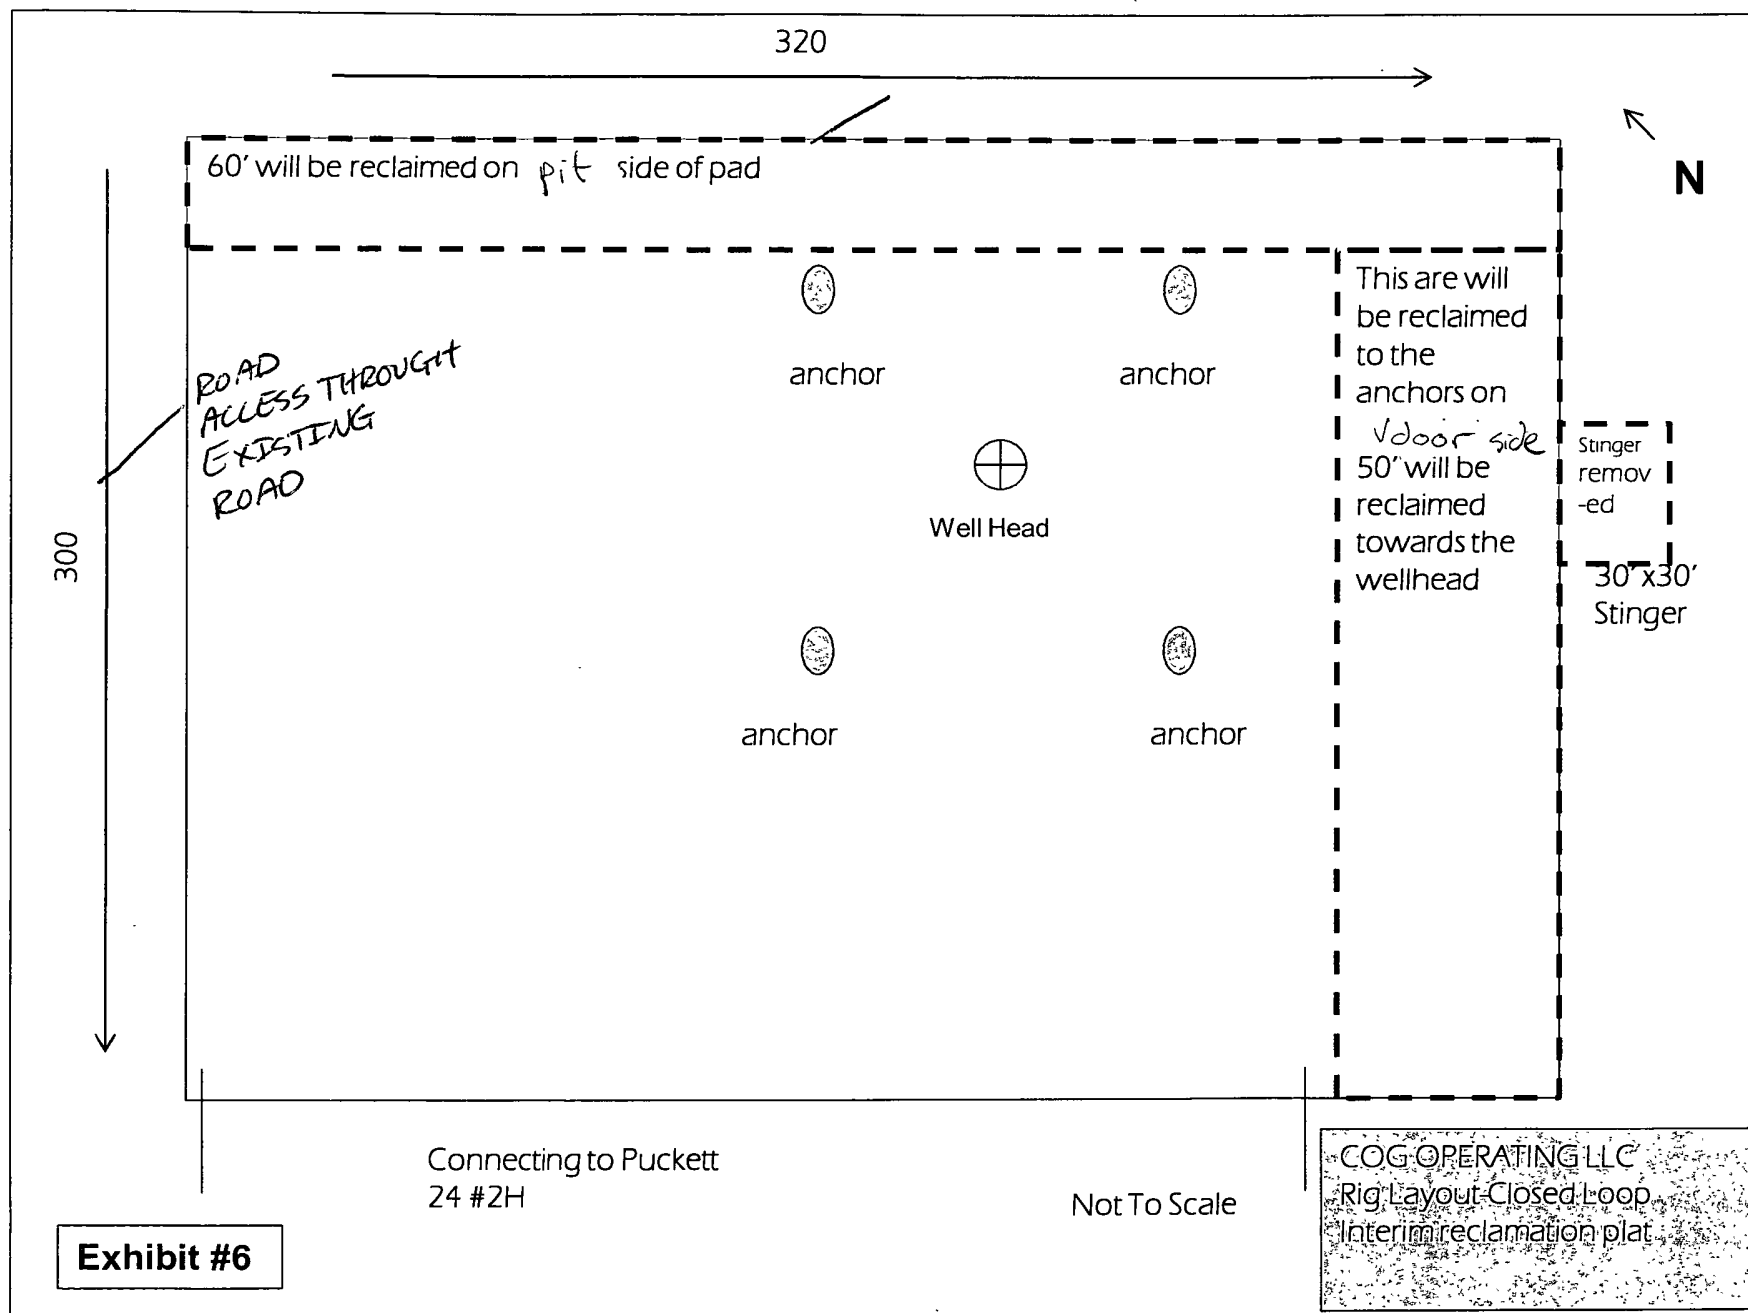 320
60' will be reclaimed on pit side of pad
N
This are will
be reclaimed
to the
anchors on
Vdoor side
50' will be
reclaimed
towards the
wellhead
anchor
anchor
ROAD
ACCESS THROUGH
EXISTING
ROAD
Stinger
remov
-ed
Well Head
300
30'x30'
Stinger
anchor
anchor
Connecting to Puckett
24 #2H
Not To Scale
COG OPERATING LLC
Rig Layout-Closed Loop
Interim reclamation plat
Exhibit #6